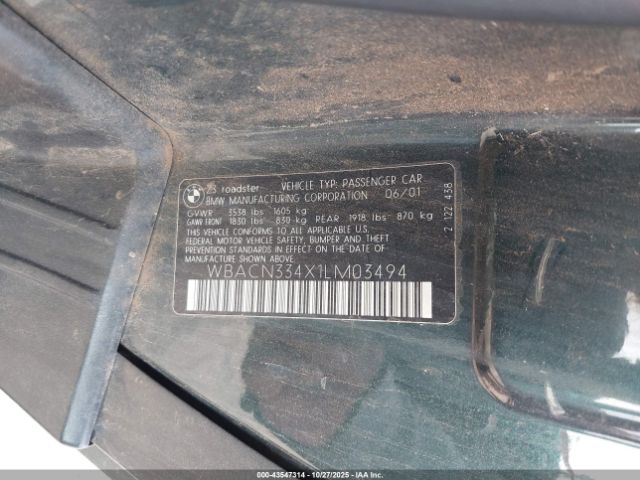 BMW
Z3 roadster VEHICLE TYP: PASSENGER CAR
BMW MANUFACTURING CORPORATION 06/01
GVWR 3538 lbs 1605 kg
GAWR FRONT 1830 lbs 830 kg REAR 1918 lbs 870 kg
THIS VEHICLE CONFORMS TO ALL APPLICABLE U.S.
FEDERAL MOTOR VEHICLE SAFETY, BUMPER AND THEFT
PREVENTION STANDARDS IN EFFECT ON THE DATE OF
MANUFACTURE SHOWN ABOVE.
WBACN334X1LM03494
2 122 438
000-43547314 - 10/27/2025 - COPYRIGHT IAA, LLC.